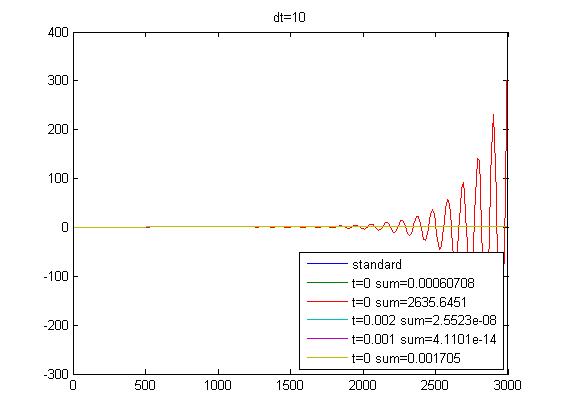 dt=10
400
300
200
100
0
-100
-200
-300
standard
t=0 sum=0.00060708
t=0 sum=2635.6451
t=0.002 sum=2.5523e-08
t=0.001 sum=4.1101e-14
t=0 sum=0.001705
0 500 1000 1500 2000 2500 3000